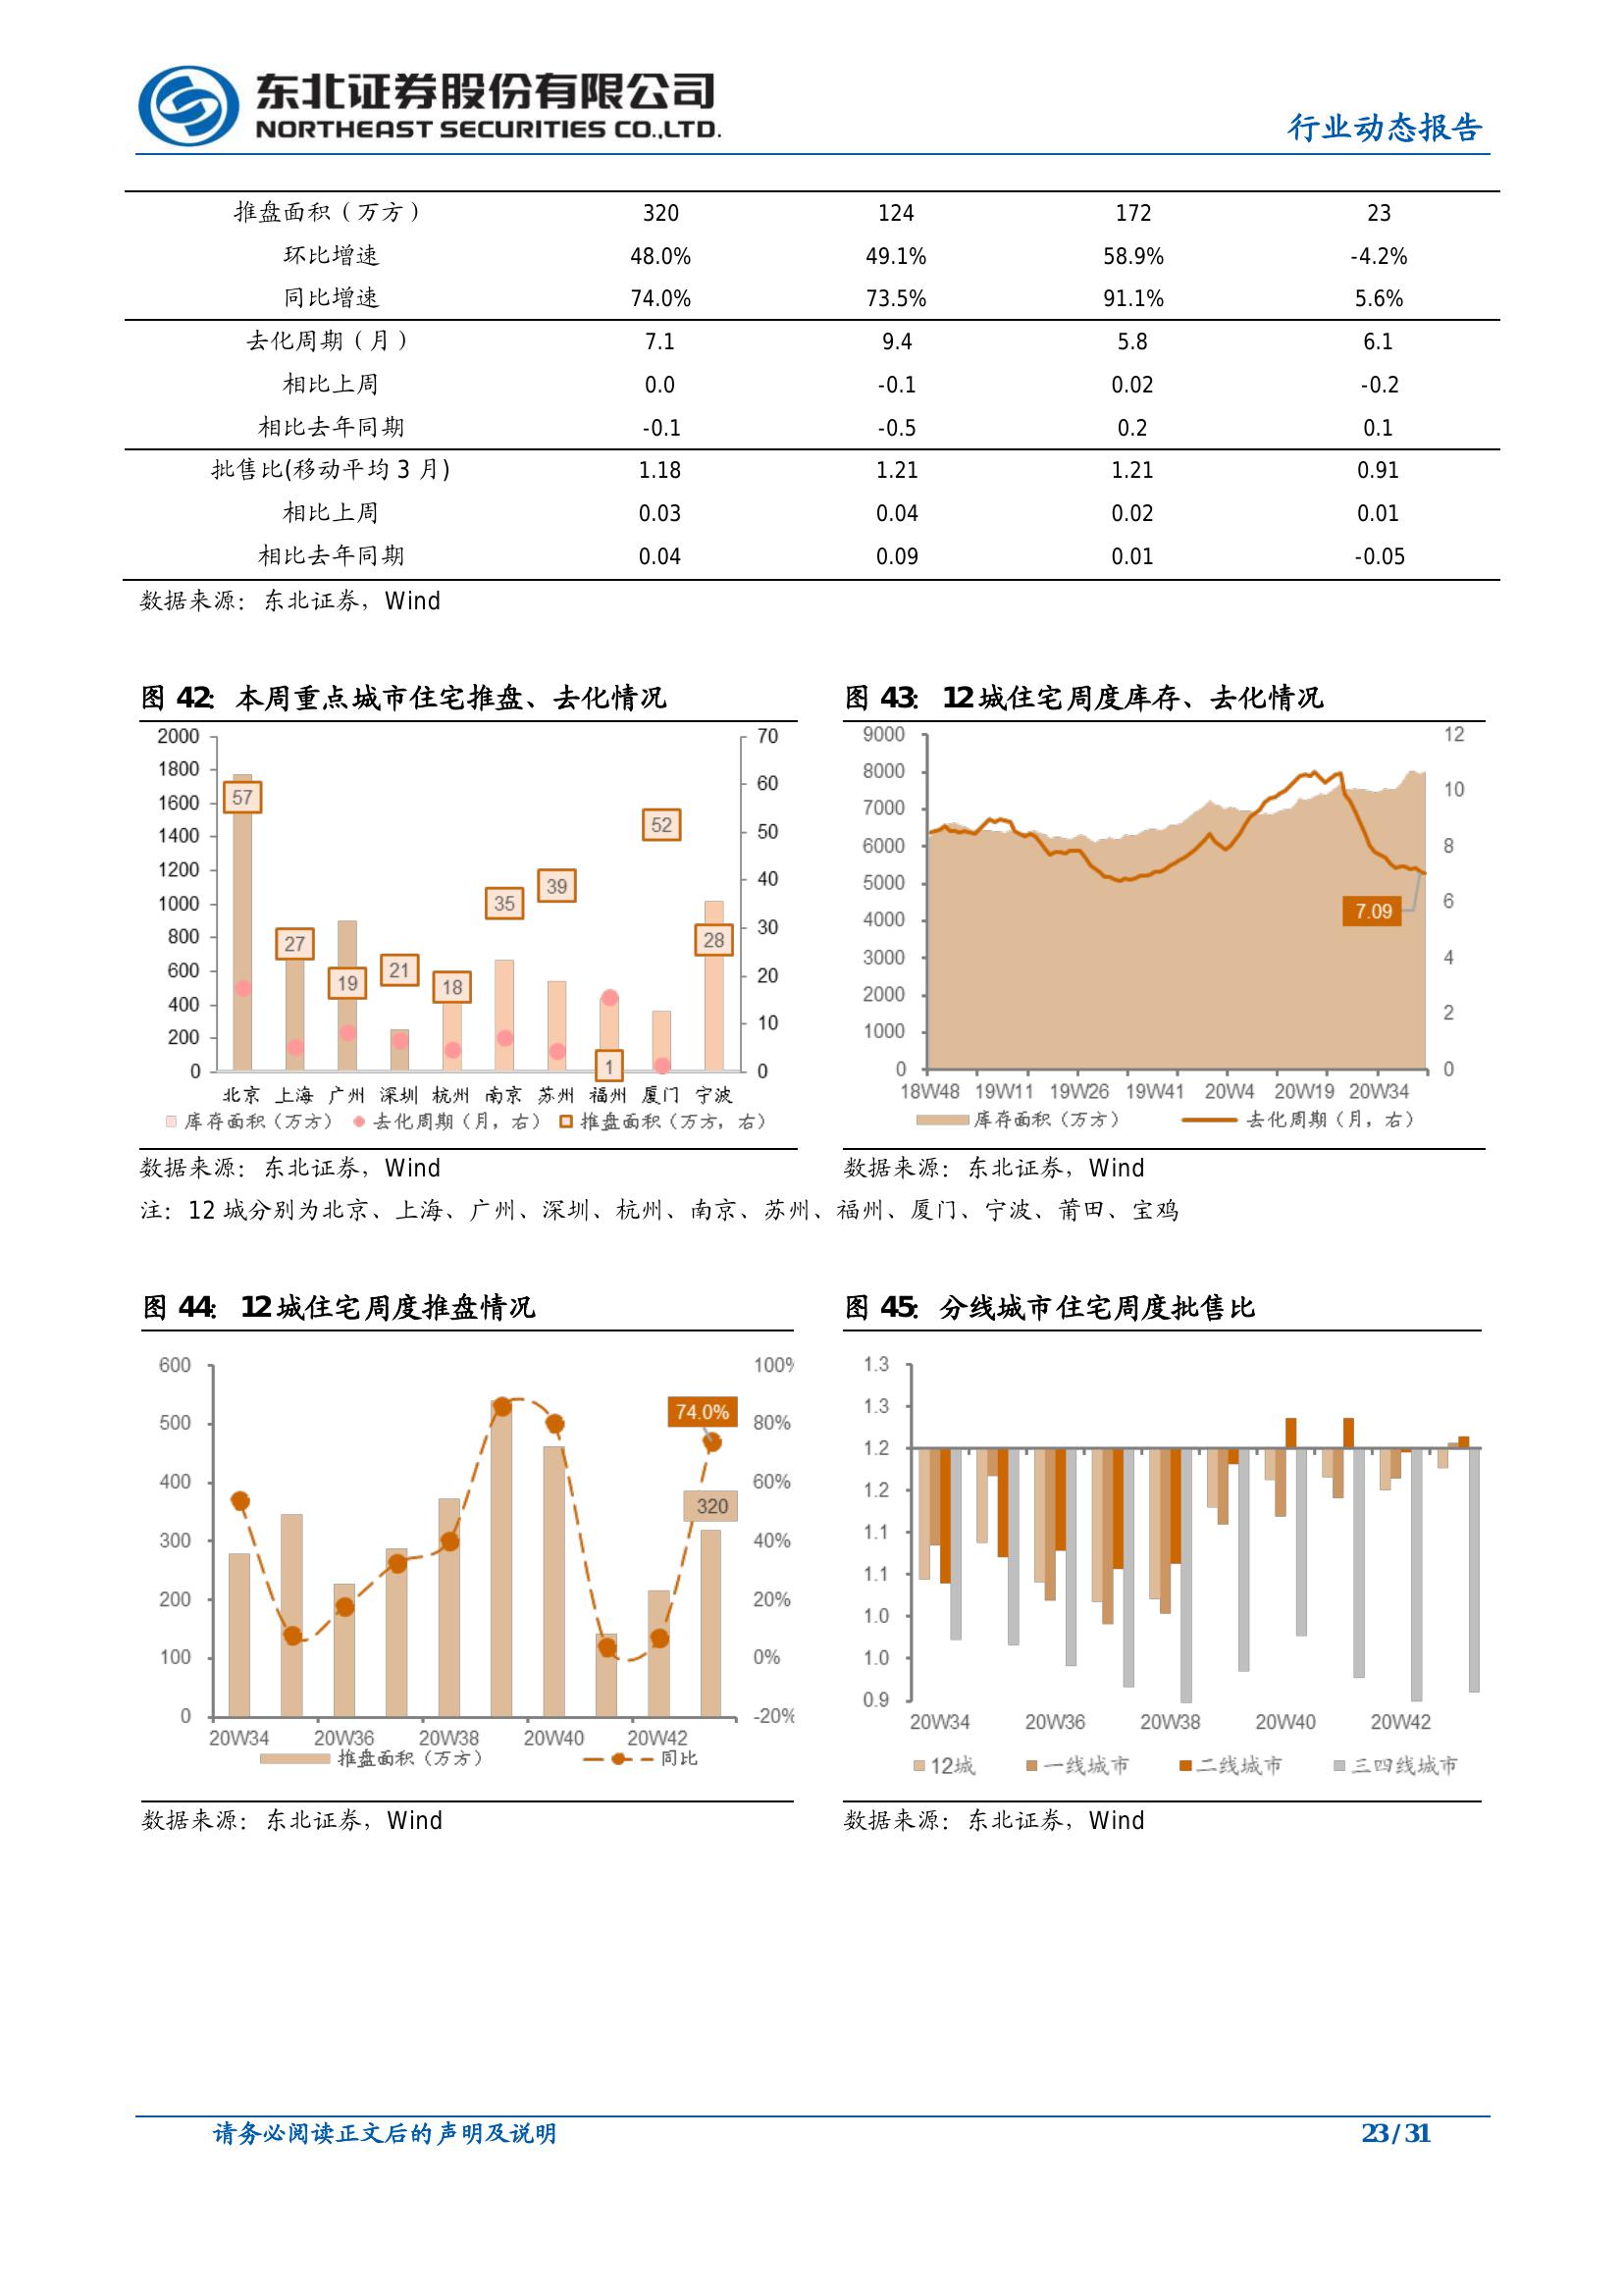 东北证券股份有限公司
NORTHEAST SECURITIES CO.,LTD.
行业动态报告
推盘面积（万方） 320 124 172 23
环比增速 48.0% 49.1% 58.9% -4.2%
同比增速 74.0% 73.5% 91.1% 5.6%
去化周期（月） 7.1 9.4 5.8 6.1
相比上周 0.0 -0.1 0.02 -0.2
相比去年同期 -0.1 -0.5 0.2 0.1
批售比(移动平均 3 月) 1.18 1.21 1.21 0.91
相比上周 0.03 0.04 0.02 0.01
相比去年同期 0.04 0.09 0.01 -0.05
数据来源：东北证券，Wind
图 42：本周重点城市住宅推盘、去化情况
2000 70
1800
1600 60
1400 50
1200 40
1000
800 30
600 20
400
200 10
0 0
57 27 19 21 18 35 39 1 52 28
北京 上海 广州 深圳 杭州 南京 苏州 福州 厦门 宁波
库存面积（万方） 去化周期（月，右） 推盘面积（万方，右）
数据来源：东北证券，Wind
图 43：12 城住宅周度库存、去化情况
9000 12
8000 10
7000
6000 8
5000 6
4000
3000 4
2000 2
1000
0 0
7.09
18W48 19W11 19W26 19W41 20W4 20W19 20W34
库存面积（万方） 去化周期（月，右）
数据来源：东北证券，Wind
注：12 城分别为北京、上海、广州、深圳、杭州、南京、苏州、福州、厦门、宁波、莆田、宝鸡
图 44：12 城住宅周度推盘情况
600 100%
500 80%
400 60%
300 40%
200 20%
100 0%
0 -20%
74.0%
320
20W34 20W36 20W38 20W40 20W42
推盘面积（万方） 同比
数据来源：东北证券，Wind
图 45：分线城市住宅周度批售比
1.3
1.3
1.2
1.2
1.1
1.1
1.0
1.0
0.9
20W34 20W36 20W38 20W40 20W42
12城 一线城市 二线城市 三四线城市
数据来源：东北证券，Wind
请务必阅读正文后的声明及说明
23 / 31